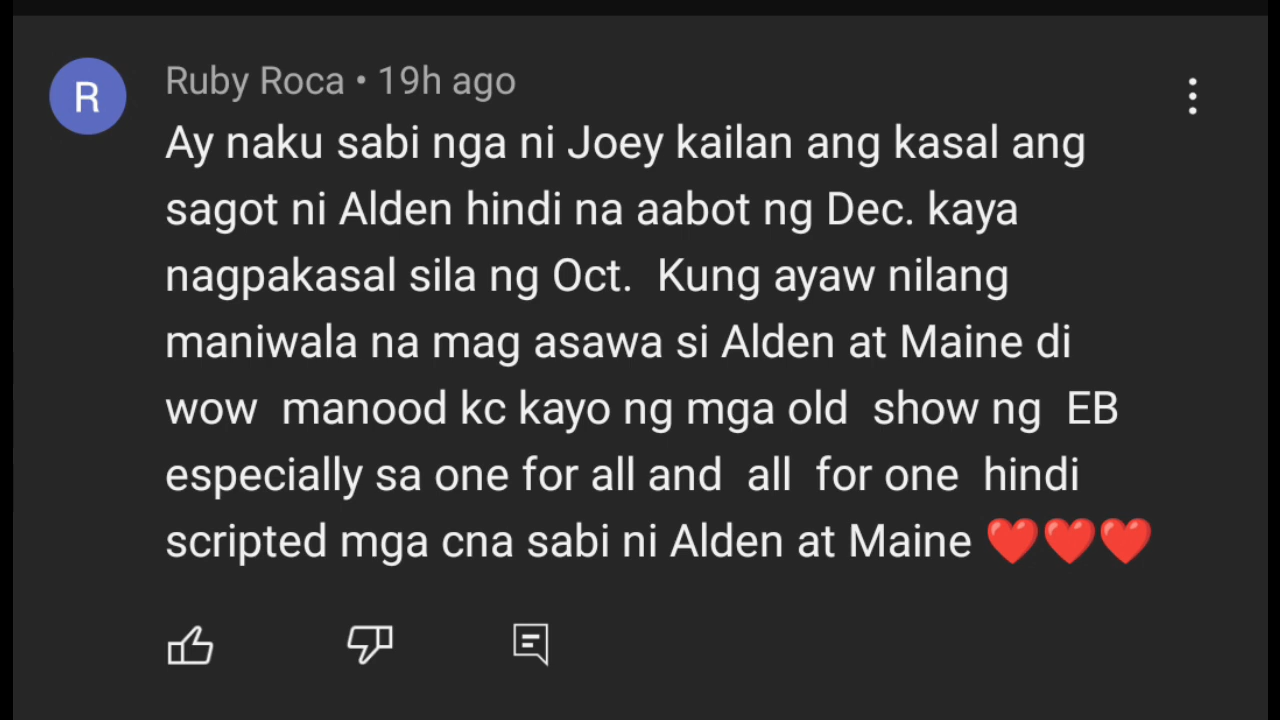 R
Ruby Roca • 19h ago
Ay naku sabi nga ni Joey kailan ang kasal ang
sagot ni Alden hindi na aabot ng Dec. kaya
nagpakasal sila ng Oct.  Kung ayaw nilang
maniwala na mag asawa si Alden at Maine di
wow  manood kc kayo ng mga old  show ng  EB
especially sa one for all and  all  for one  hindi
scripted mga cna sabi ni Alden at Maine ❤️❤️❤️